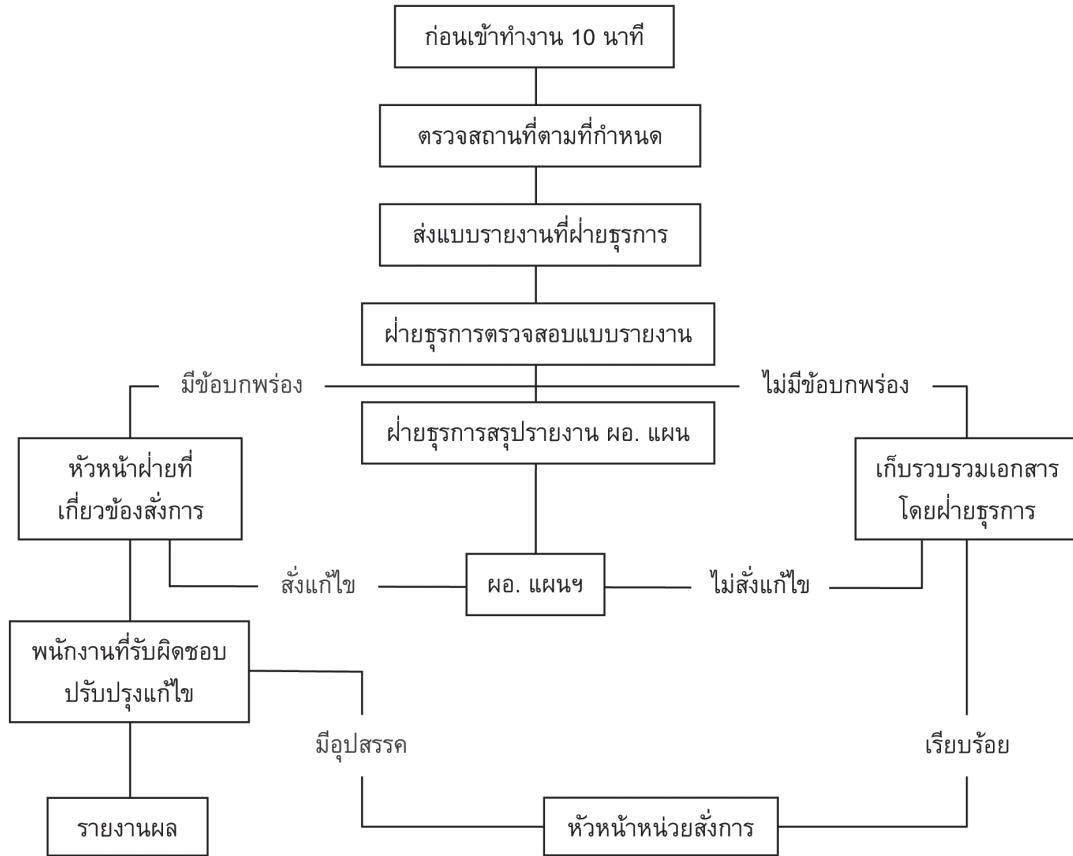 ก่อนเข้าทำงาน 10 นาที
ตรวจสถานที่ตามที่กำหนด
ส่งแบบรายงานที่ฝ่ายธุรการ
ฝ่ายธุรการตรวจสอบแบบรายงาน
มีข้อบกพร่อง
ไม่มีข้อบกพร่อง
ฝ่ายธุรการสรุปรายงาน ผอ. แผน
หัวหน้าฝ่ายที่
เกี่ยวข้องสั่งการ
เก็บรวบรวมเอกสาร
โดยฝ่ายธุรการ
สั่งแก้ไข
ผอ. แผนฯ
ไม่สั่งแก้ไข
พนักงานที่รับผิดชอบ
ปรับปรุงแก้ไข
มีอุปสรรค
เรียบร้อย
รายงานผล
หัวหน้าหน่วยสั่งการ